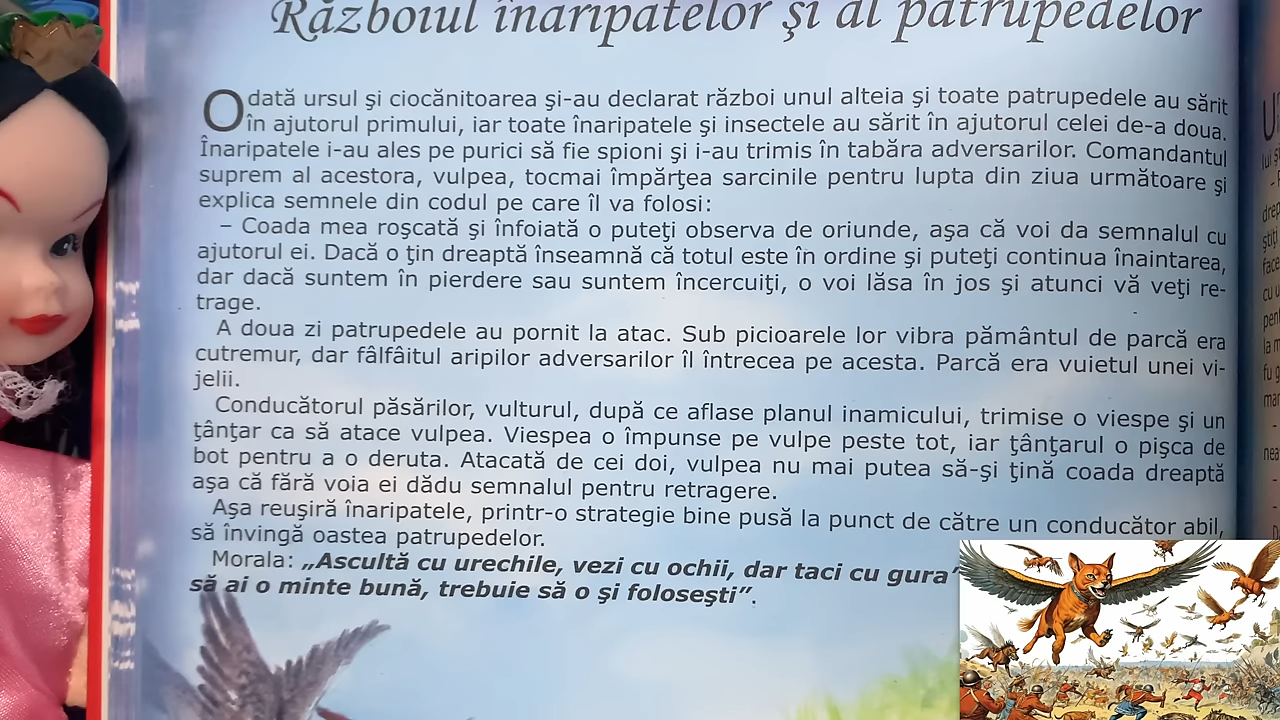 Războiul înaripatelor şi al patrupedelor
Odată ursul şi ciocănitoarea şi-au declarat război unul alteia şi toate patrupedele au sărit
în ajutorul primului, iar toate înaripatele şi insectele au sărit în ajutorul celei de-a doua.
Înaripatele i-au ales pe purici să fie spioni şi i-au trimis în tabăra adversarilor. Comandantul
suprem al acestora, vulpea, tocmai împărţea sarcinile pentru lupta din ziua următoare şi
explica semnele din codul pe care îl va folosi:
– Coada mea roşcată şi înfoiată o puteţi observa de oriunde, aşa că voi da semnalul cu
ajutorul ei. Dacă o ţin dreaptă înseamnă că totul este în ordine şi puteţi continua înaintarea,
dar dacă suntem în pierdere sau suntem încercuiţi, o voi lăsa în jos şi atunci vă veţi re-
trage.
A doua zi patrupedele au pornit la atac. Sub picioarele lor vibra pământul de parcă era
cutremur, dar fâlfâitul aripilor adversarilor îl întrecea pe acesta. Parcă era vuietul unei vi-
jelii.
Conducătorul păsărilor, vulturul, după ce aflase planul inamicului, trimise o viespe şi un
ţânţar ca să atace vulpea. Viespea o împunse pe vulpe peste tot, iar ţânţarul o pişca de
bot pentru a o deruta. Atacată de cei doi, vulpea nu mai putea să-şi ţină coada dreaptă
aşa că fără voia ei dădu semnalul pentru retragere.
Aşa reuşiră înaripatele, printr-o strategie bine pusă la punct de către un conducător abil,
să învingă oastea patrupedelor.
Morala: „Ascultă cu urechile, vezi cu ochii, dar taci cu gura”
să ai o minte bună, trebuie să o şi foloseşti”.